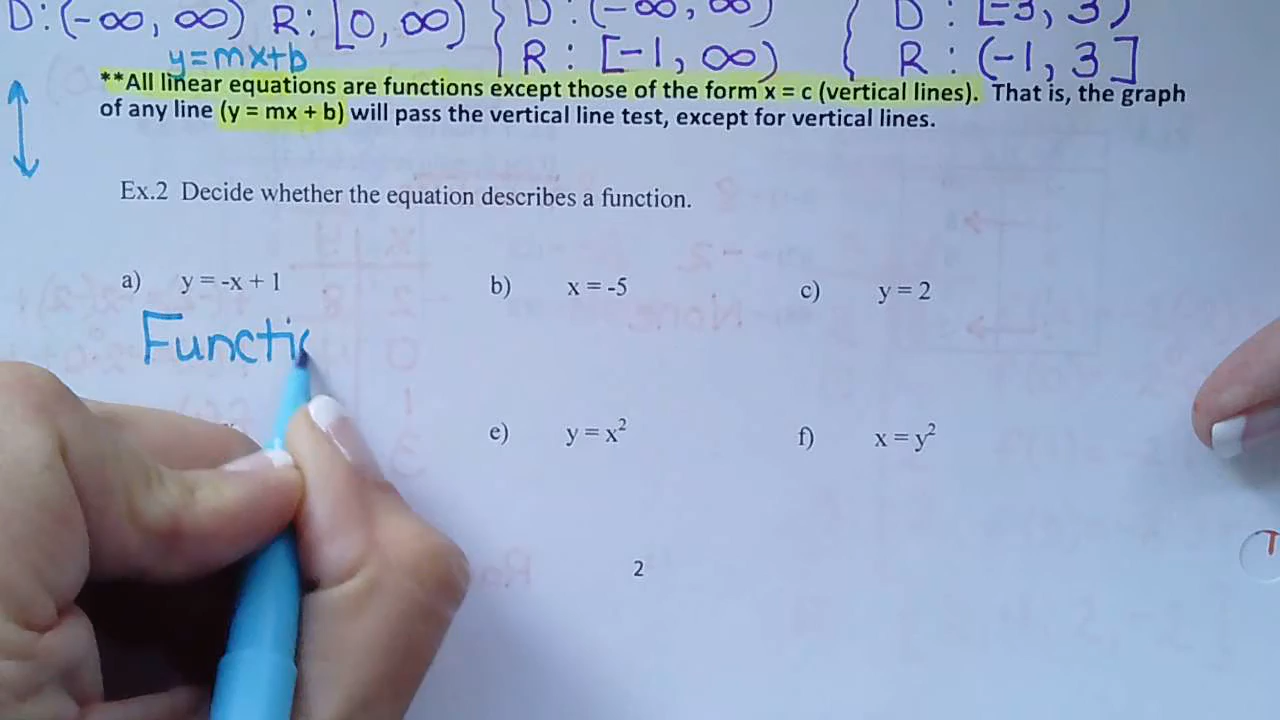 D: (-∞, ∞) R: [0, ∞) { D: (-∞, ∞) { D: [-3, 3)
R: [-1, ∞) R: (-1, 3]
y=mx+b
**All linear equations are functions except those of the form x = c (vertical lines). That is, the graph
of any line (y = mx + b) will pass the vertical line test, except for vertical lines.
Ex.2 Decide whether the equation describes a function.
a) y = -x + 1 b) x = -5 c) y = 2
Functi
e) y = x² f) x = y²
2